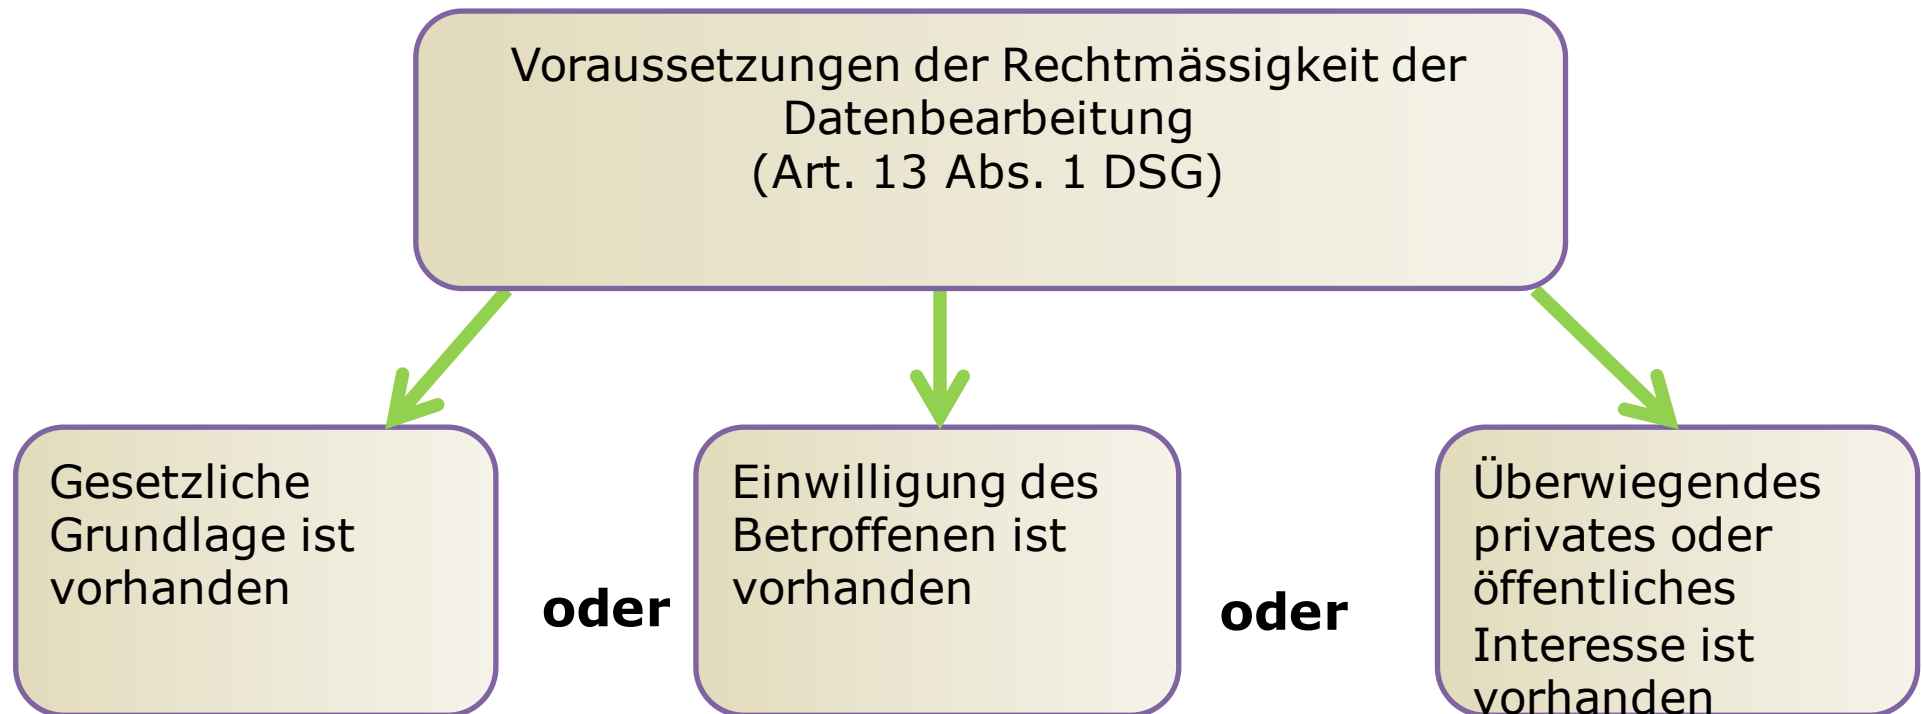 Voraussetzungen der Rechtmässigkeit der
Datenbearbeitung
(Art. 13 Abs. 1 DSG)
Gesetzliche
Grundlage ist
vorhanden
oder
Einwilligung des
Betroffenen ist
vorhanden
oder
Überwiegendes
privates oder
öffentliches
Interesse ist
vorhanden